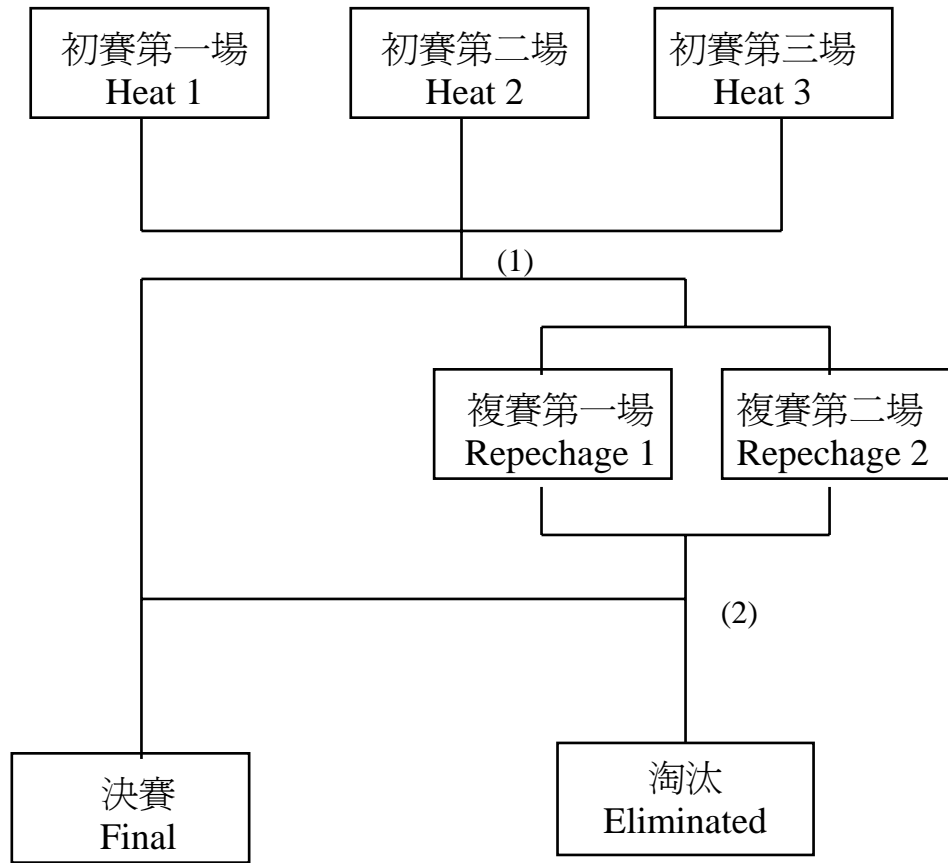 初賽第一場
Heat 1
初賽第二場
Heat 2
初賽第三場
Heat 3
(1)
複賽第一場
Repechage 1
複賽第二場
Repechage 2
(2)
決賽
Final
淘汰
Eliminated